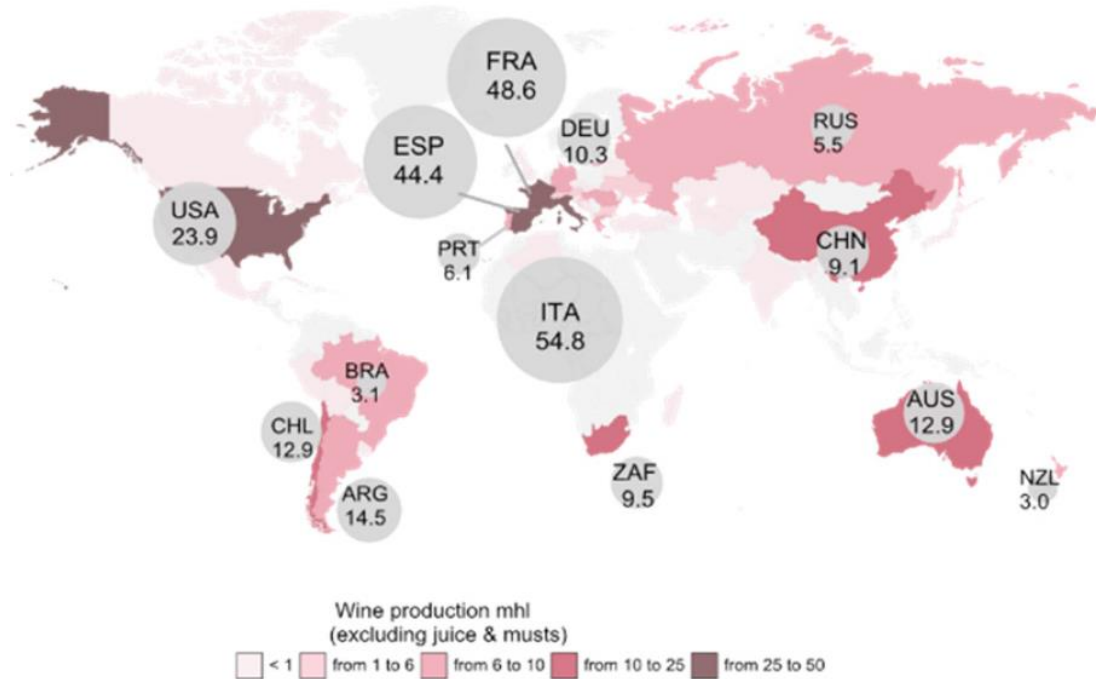 FRA
48.6
DEU
10.3
RUS
5.5
ESP
44.4
USA
23.9
PRT
6.1
CHN
9.1
ITA
54.8
BRA
3.1
AUS
12.9
CHL
12.9
ZAF
9.5
NZL
3.0
ARG
14.5
Wine production mhl
(excluding juice & musts)
< 1 from 1 to 6 from 6 to 10 from 10 to 25 from 25 to 50